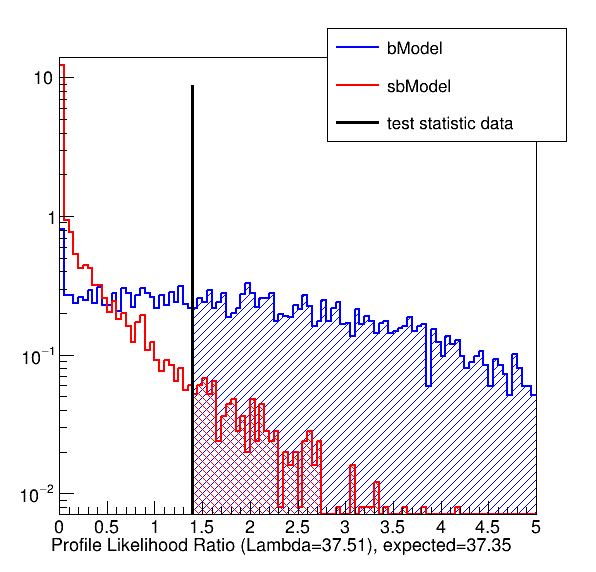 bModel
sbModel
test statistic data
10
1
10⁻¹
10⁻²
0 0.5 1 1.5 2 2.5 3 3.5 4 4.5 5
Profile Likelihood Ratio (Lambda=37.51), expected=37.35